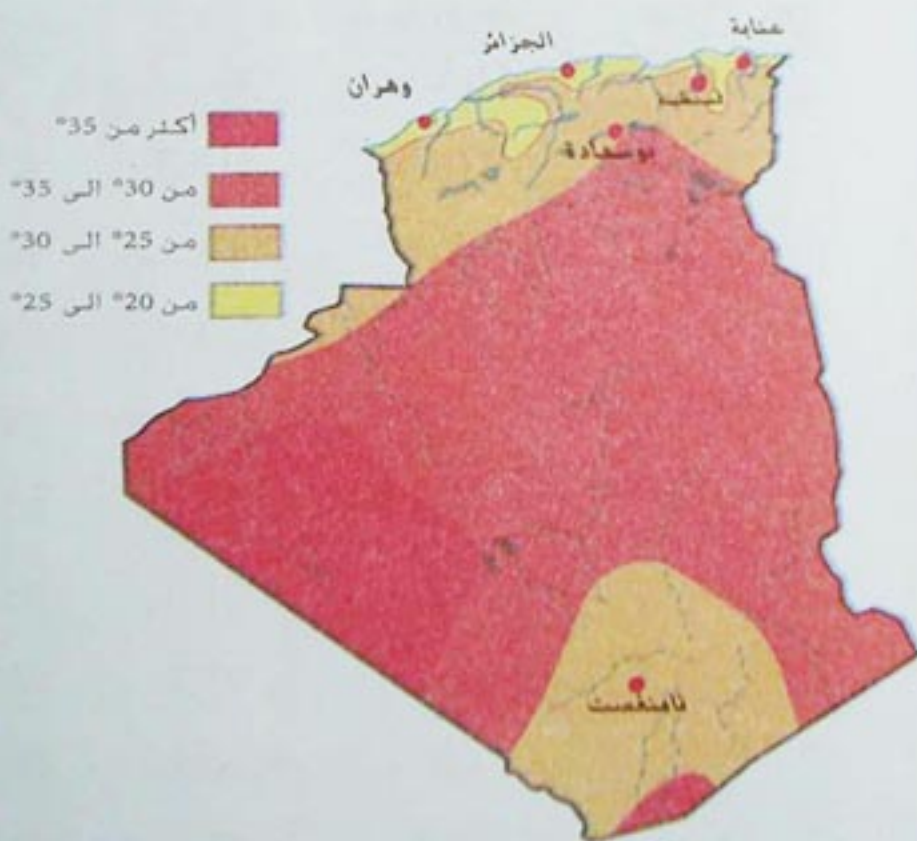 عنابة
الجزائر
وهران
قسنطينة
بوسعادة
أكثر من 35°
من 30° الى 35°
من 25° الى 30°
من 20° الى 25°
تامنغست